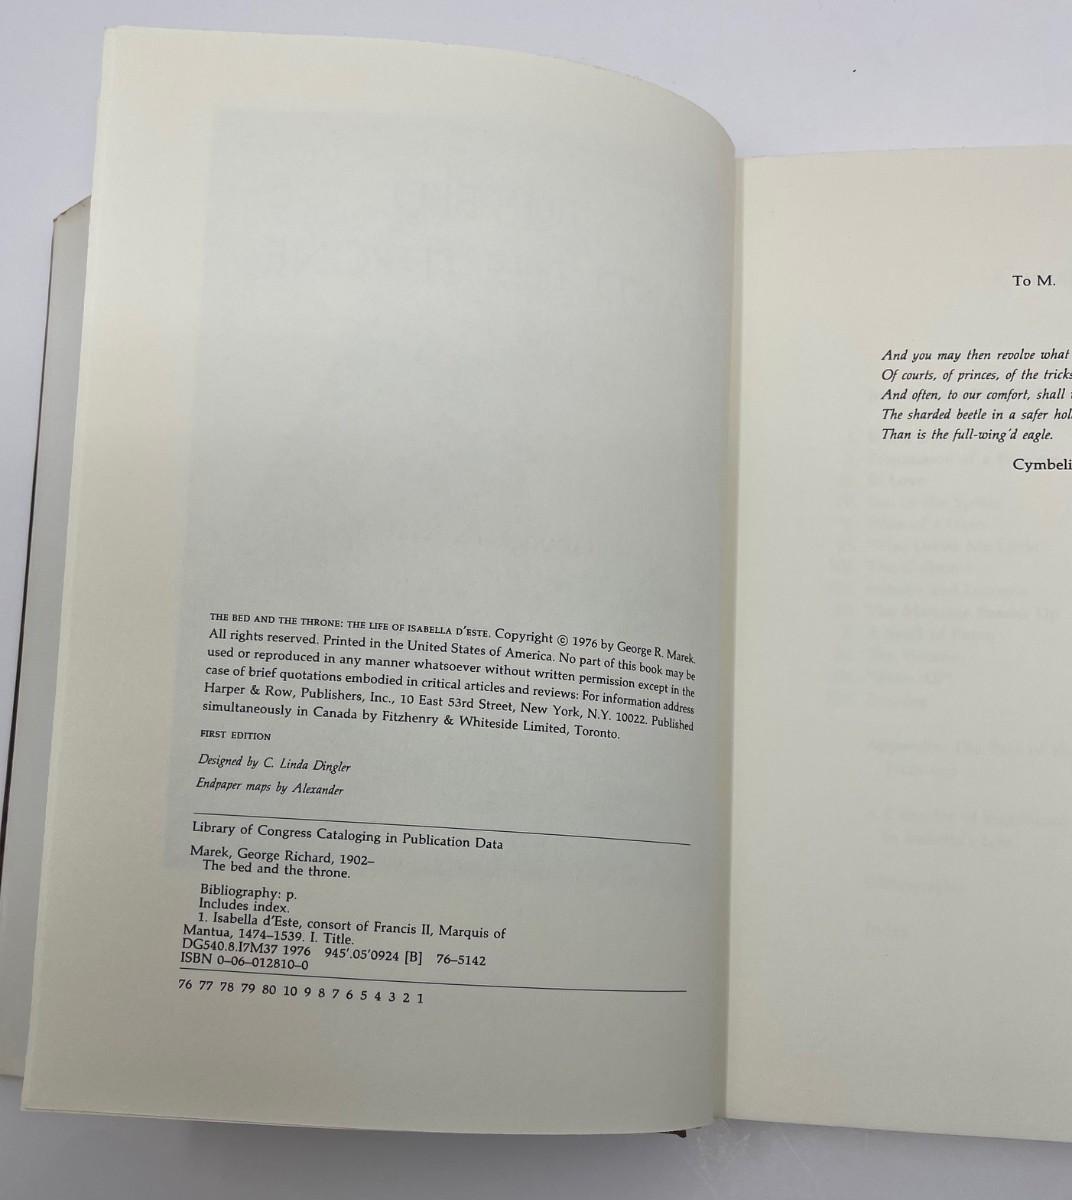 THE BED AND THE THRONE: THE LIFE OF ISABELLA D'ESTE. Copyright © 1976 by George R. Marek.
All rights reserved. Printed in the United States of America. No part of this book may be
used or reproduced in any manner whatsoever without written permission except in the
case of brief quotations embodied in critical articles and reviews: For information address
Harper & Row, Publishers, Inc., 10 East 53rd Street, New York, N.Y. 10022. Published
simultaneously in Canada by Fitzhenry & Whiteside Limited, Toronto.
FIRST EDITION
Designed by C. Linda Dingler
Endpaper maps by Alexander
Library of Congress Cataloging in Publication Data
Marek, George Richard, 1902–
The bed and the throne.
Bibliography: p.
Includes index.
1. Isabella d'Este, consort of Francis II, Marquis of
Mantua, 1474–1539. I. Title.
DG540.8.I7M37 1976 945'.05'0924 [B] 76–5142
ISBN 0–06–012810–0
76 77 78 79 80 10 9 8 7 6 5 4 3 2 1
To M.
And you may then revolve what
Of courts, of princes, of the tricks
And often, to our comfort, shall
The sharded beetle in a safer hol
Than is the full-wing'd eagle.
Cymbeli